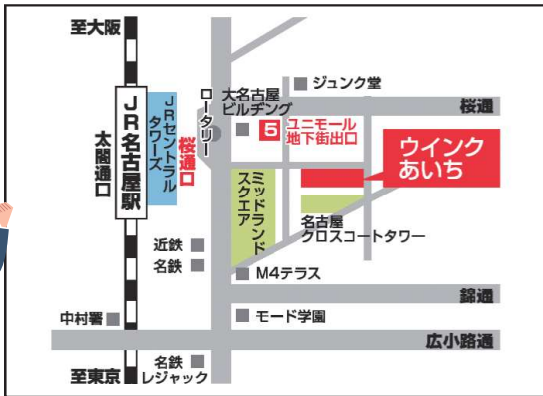 至大阪
JR名古屋駅
JRセントラル
タワーズ
太閤通口
桜通口
ロータリー
大名古屋
ビルヂング
ジュンク堂
桜通
5
ユニモール
地下街出口
ウインク
あいち
ミッドランド
スクエア
名古屋
クロスコートタワー
近鉄
名鉄
M4テラス
錦通
中村署
モード学園
広小路通
至東京
名鉄
レジャック